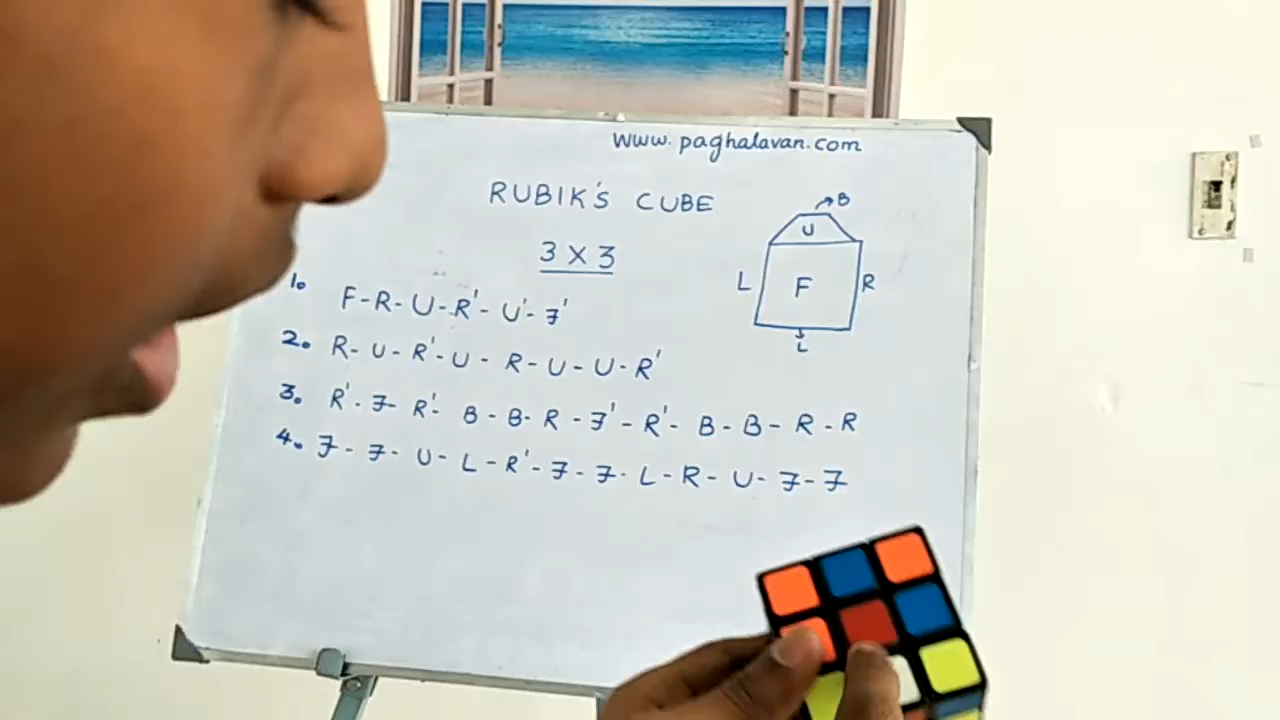 www.paghalavan.com
RUBIK'S CUBE
3 X 3
B
U
L F R
L
1. F-R-U-R'-U'-F'
2. R-U-R'-U-R-U-U-R'
3. R'-F-R'-B-B-R-F'-R'-B-B-R-R
4. F-F-U-L-R'-F-F-L-R-U-F-F